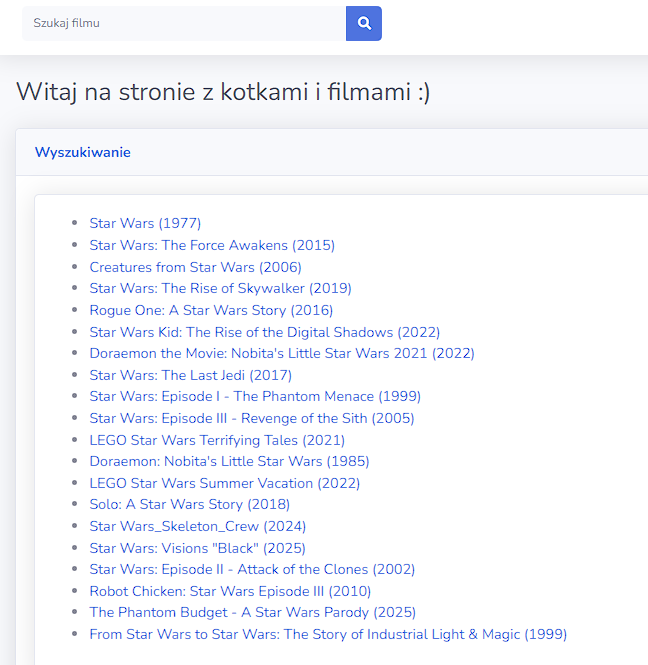 Szukaj filmu
Witaj na stronie z kotkami i filmami :)
Wyszukiwanie
Star Wars (1977)
Star Wars: The Force Awakens (2015)
Creatures from Star Wars (2006)
Star Wars: The Rise of Skywalker (2019)
Rogue One: A Star Wars Story (2016)
Star Wars Kid: The Rise of the Digital Shadows (2022)
Doraemon the Movie: Nobita's Little Star Wars 2021 (2022)
Star Wars: The Last Jedi (2017)
Star Wars: Episode I - The Phantom Menace (1999)
Star Wars: Episode III - Revenge of the Sith (2005)
LEGO Star Wars Terrifying Tales (2021)
Doraemon: Nobita's Little Star Wars (1985)
LEGO Star Wars Summer Vacation (2022)
Solo: A Star Wars Story (2018)
Star Wars_Skeleton_Crew (2024)
Star Wars: Visions "Black" (2025)
Star Wars: Episode II - Attack of the Clones (2002)
Robot Chicken: Star Wars Episode III (2010)
The Phantom Budget - A Star Wars Parody (2025)
From Star Wars to Star Wars: The Story of Industrial Light & Magic (1999)